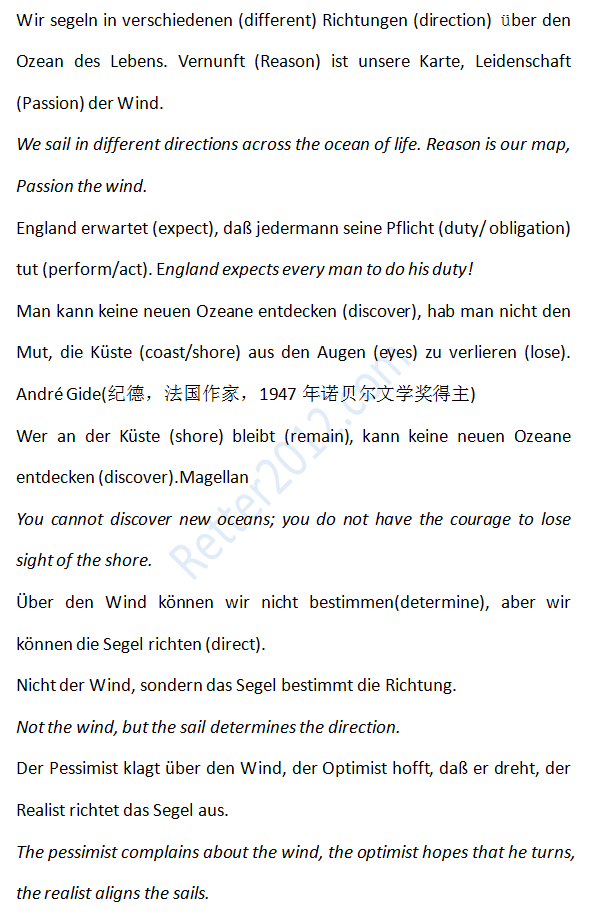 Wir segeln in verschiedenen (different) Richtungen (direction) über den
Ozean des Lebens. Vernunft (Reason) ist unsere Karte, Leidenschaft
(Passion) der Wind.
We sail in different directions across the ocean of life. Reason is our map,
Passion the wind.
England erwartet (expect), daß jedermann seine Pflicht (duty/ obligation)
tut (perform/act). England expects every man to do his duty!
Man kann keine neuen Ozeane entdecken (discover), hab man nicht den
Mut, die Küste (coast/shore) aus den Augen (eyes) zu verlieren (lose).
André Gide(纪德，法国作家，1947 年诺贝尔文学奖得主)
Wer an der Küste (shore) bleibt (remain), kann keine neuen Ozeane
entdecken (discover).Magellan
You cannot discover new oceans; you do not have the courage to lose
sight of the shore.
Über den Wind können wir nicht bestimmen(determine), aber wir
können die Segel richten (direct).
Nicht der Wind, sondern das Segel bestimmt die Richtung.
Not the wind, but the sail determines the direction.
Der Pessimist klagt über den Wind, der Optimist hofft, daß er dreht, der
Realist richtet das Segel aus.
The pessimist complains about the wind, the optimist hopes that he turns,
the realist aligns the sails.
Retter2012.com